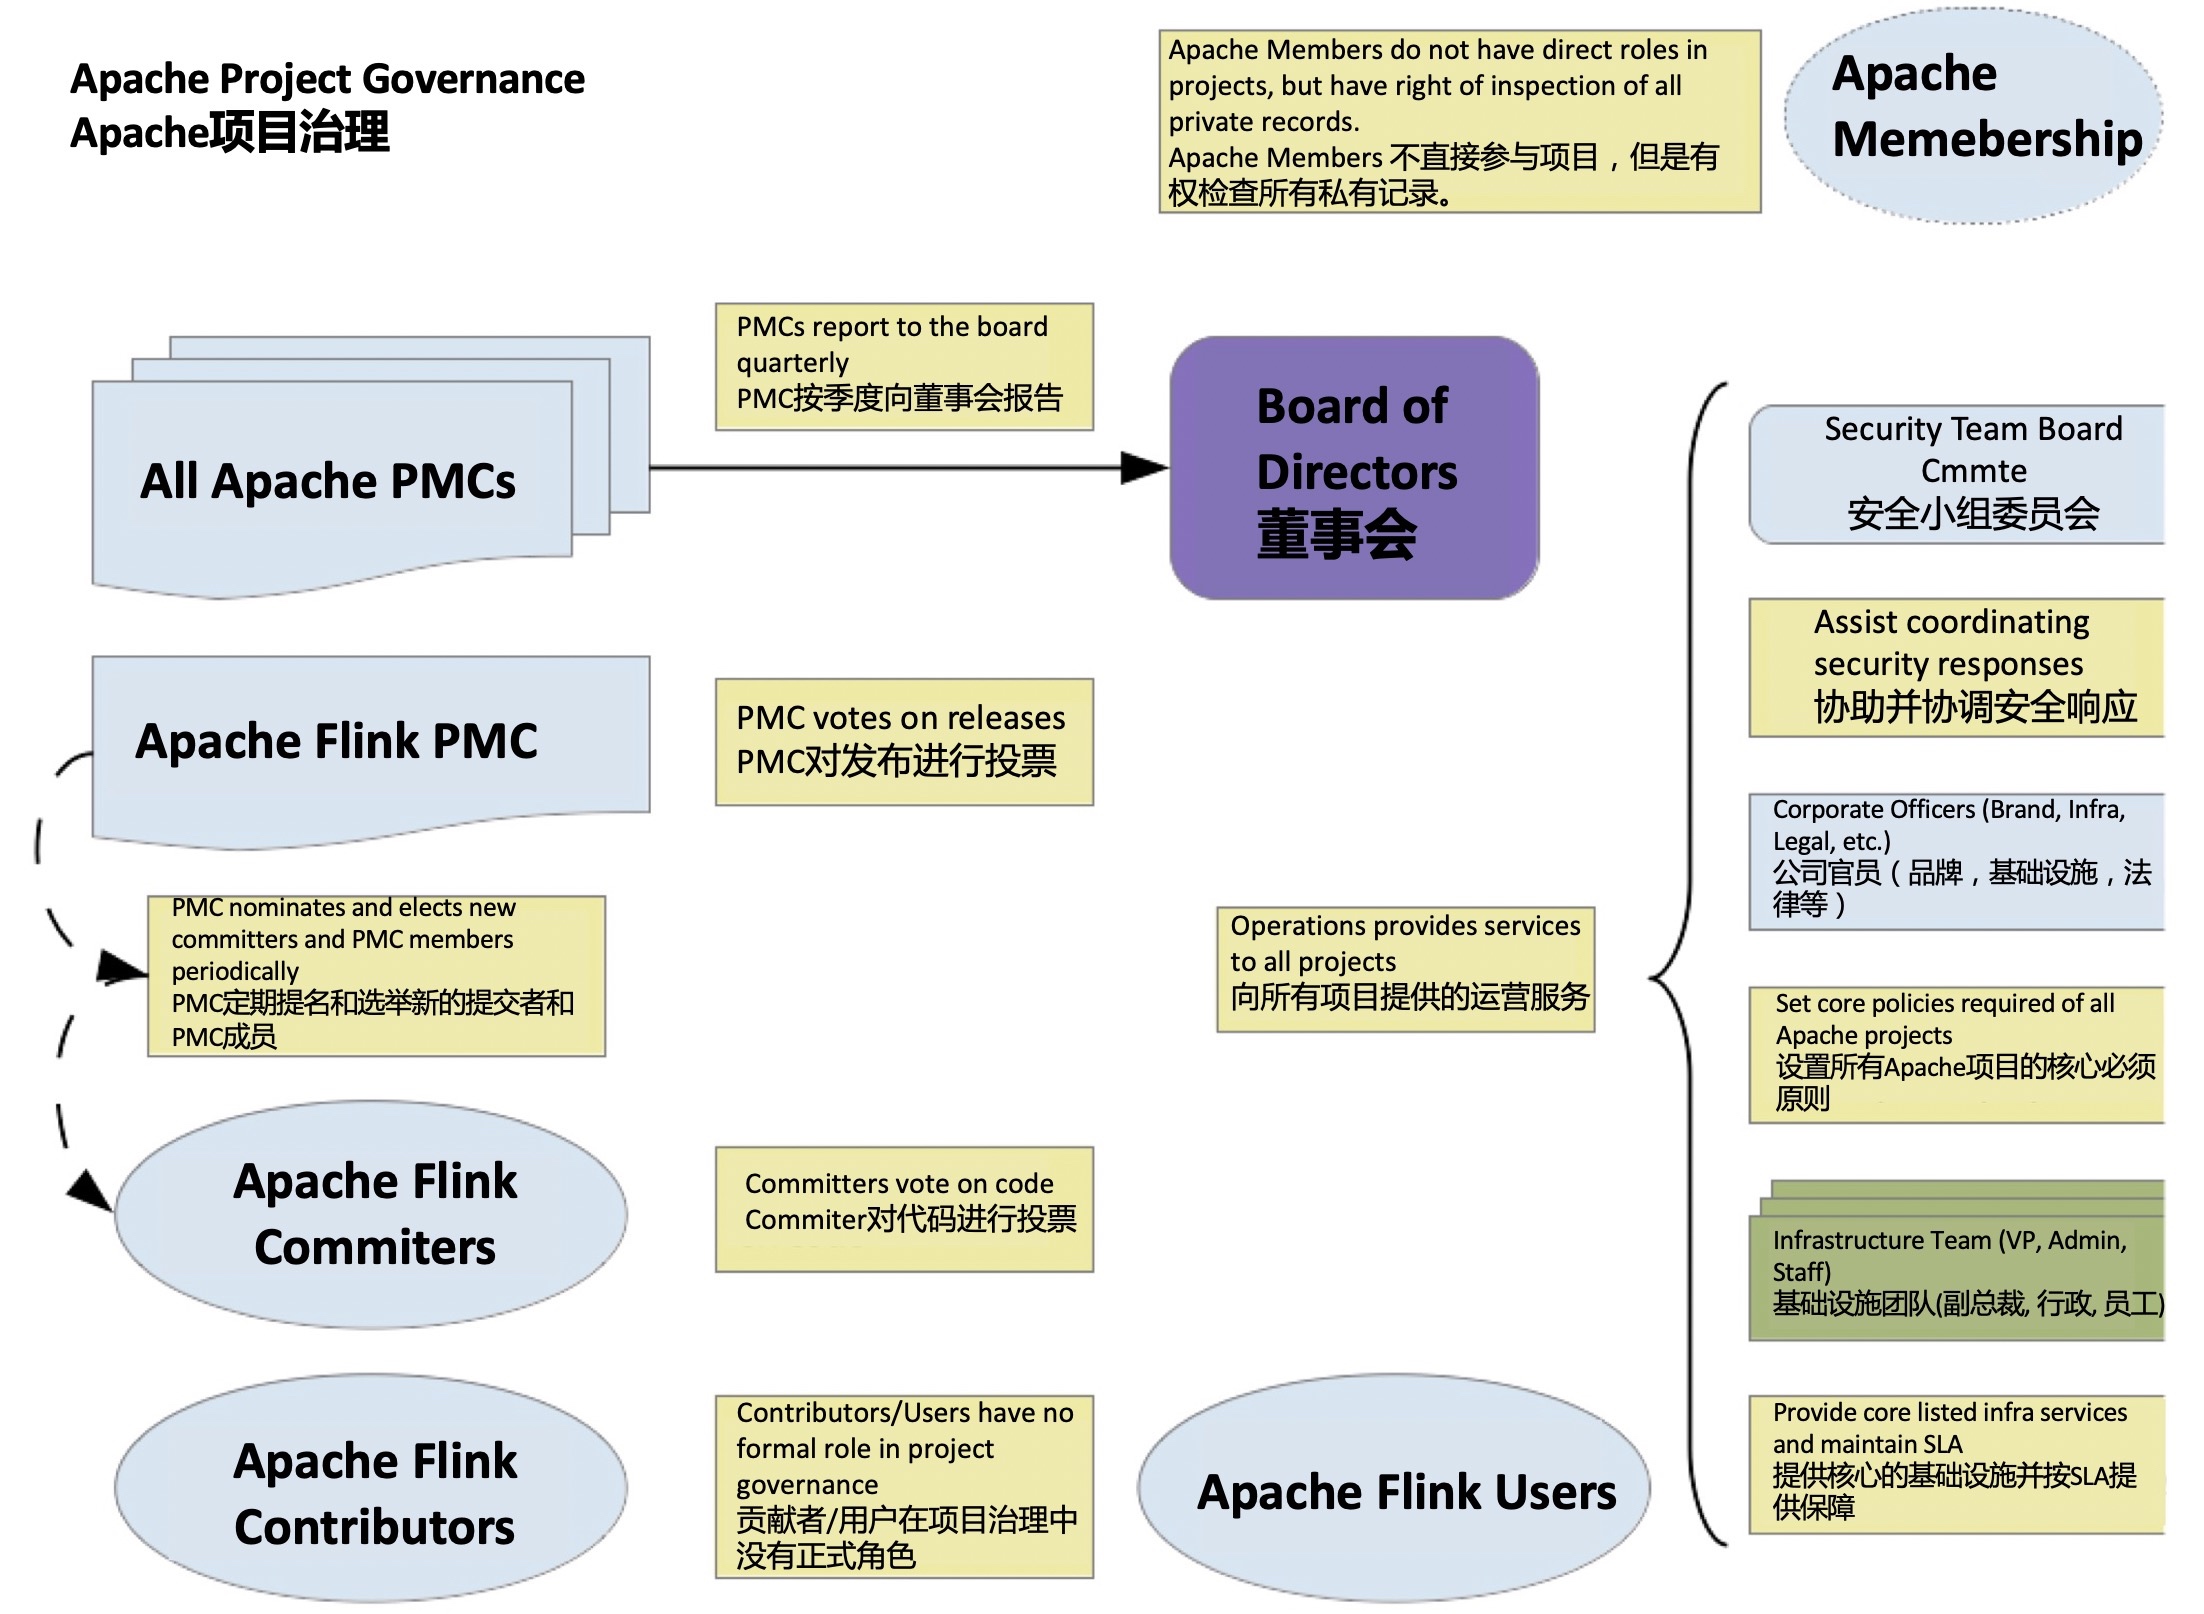 Apache Project Governance
Apache项目治理
Apache Members do not have direct roles in
projects, but have right of inspection of all
private records.
Apache Members 不直接参与项目，但是有
权检查所有私有记录。
Apache
Memebership
PMCs report to the board
quarterly
PMC按季度向董事会报告
All Apache PMCs
Board of
Directors
董事会
Security Team Board
Cmmte
安全小组委员会
Assist coordinating
security responses
协助并协调安全响应
Apache Flink PMC
PMC votes on releases
PMC对发布进行投票
Corporate Officers (Brand, Infra,
Legal, etc.)
公司官员（品牌，基础设施，法
律等）
PMC nominates and elects new
committers and PMC members
periodically
PMC定期提名和选举新的提交者和
PMC成员
Operations provides services
to all projects
向所有项目提供的运营服务
Set core policies required of all
Apache projects
设置所有Apache项目的核心必须
原则
Apache Flink
Commiters
Committers vote on code
Commiter对代码进行投票
Infrastructure Team (VP, Admin,
Staff)
基础设施团队(副总裁, 行政, 员工)
Apache Flink
Contributors
Contributors/Users have no
formal role in project
governance
贡献者/用户在项目治理中
没有正式角色
Apache Flink Users
Provide core listed infra services
and maintain SLA
提供核心的基础设施并按SLA提
供保障